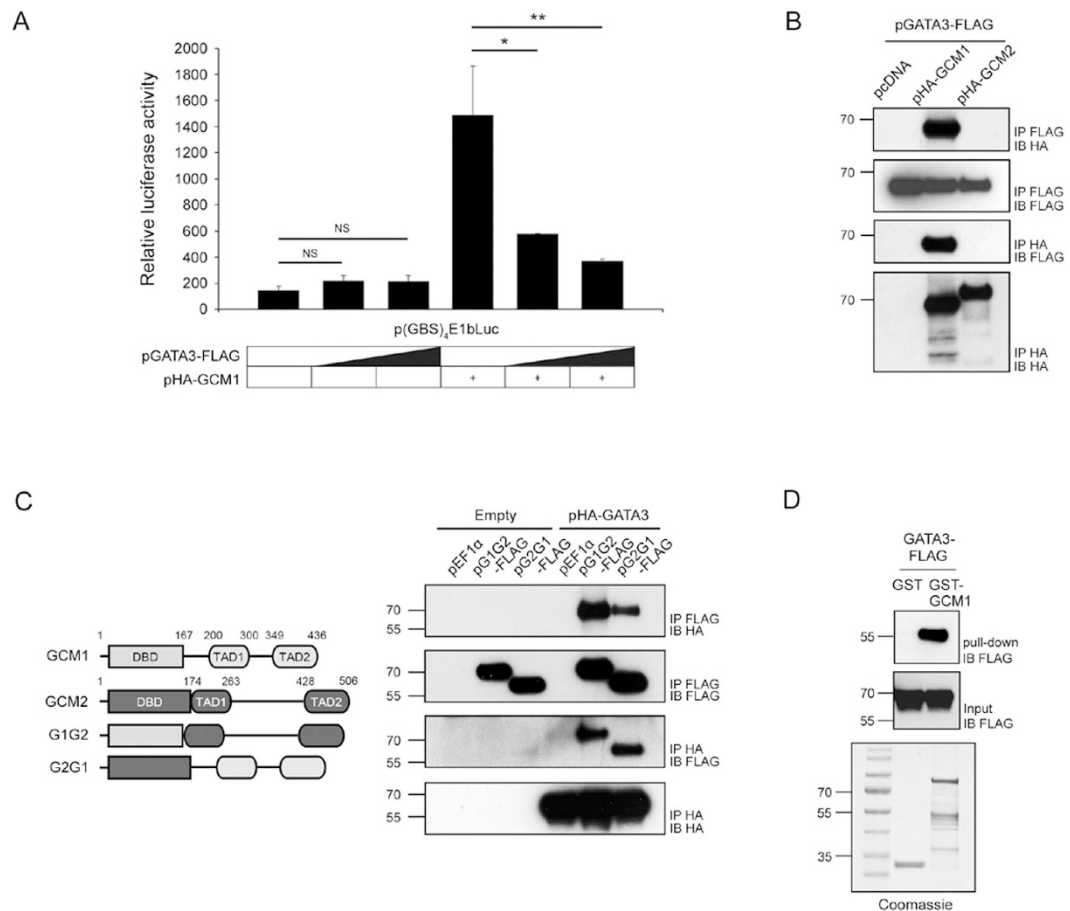 A
Relative luciferase activity
2000
1800
1600
1400
1200
1000
800
600
400
200
0
NS
NS
*
**
p(GBS)4E1bLuc
pGATA3-FLAG
pHA-GCM1
+
+
+
B
pGATA3-FLAG
pcDNA
pHA-GCM1
pHA-GCM2
70
IP FLAG
IB HA
70
IP FLAG
IB FLAG
70
IP HA
IB FLAG
70
IP HA
IB HA
C
1 167 200 300 349 436
GCM1 DBD TAD1 TAD2
1 174 263 428 506
GCM2 DBD TAD1 TAD2
G1G2
G2G1
Empty
pHA-GATA3
pEF1α
pG1G2
-FLAG
pG2G1
-FLAG
pEF1α
pG1G2
-FLAG
pG2G1
-FLAG
70
55
IP FLAG
IB HA
70
55
IP FLAG
IB FLAG
70
55
IP HA
IB FLAG
70
55
IP HA
IB HA
D
GATA3-
FLAG
GST
GST-
GCM1
55
pull-down
IB FLAG
70
55
Input
IB FLAG
70
55
35
Coomassie